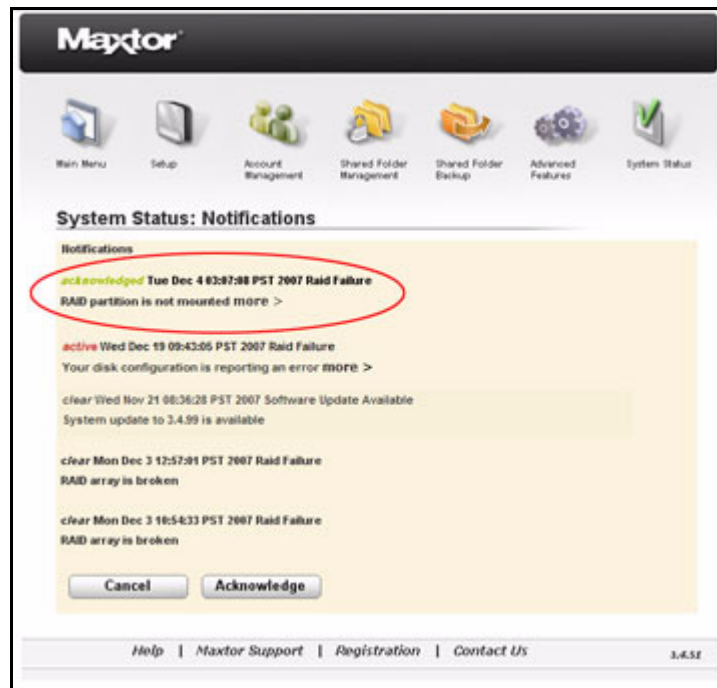 Maxtor
Main Menu
Setup
Account Management
Shared Folder Management
Shared Folder Backup
Advanced Features
System Status
System Status: Notifications
Notifications
acknowledged Tue Dec 4 03:07:08 PST 2007 Raid Failure
RAID partition is not mounted more >
active Wed Dec 19 09:43:05 PST 2007 Raid Failure
Your disk configuration is reporting an error more >
clear Wed Nov 21 08:36:28 PST 2007 Software Update Available
System update to 3.4.99 is available
clear Mon Dec 3 12:57:01 PST 2007 Raid Failure
RAID array is broken
clear Mon Dec 3 10:54:33 PST 2007 Raid Failure
RAID array is broken
Cancel Acknowledge
Help | Maxtor Support | Registration | Contact Us 3.4.51